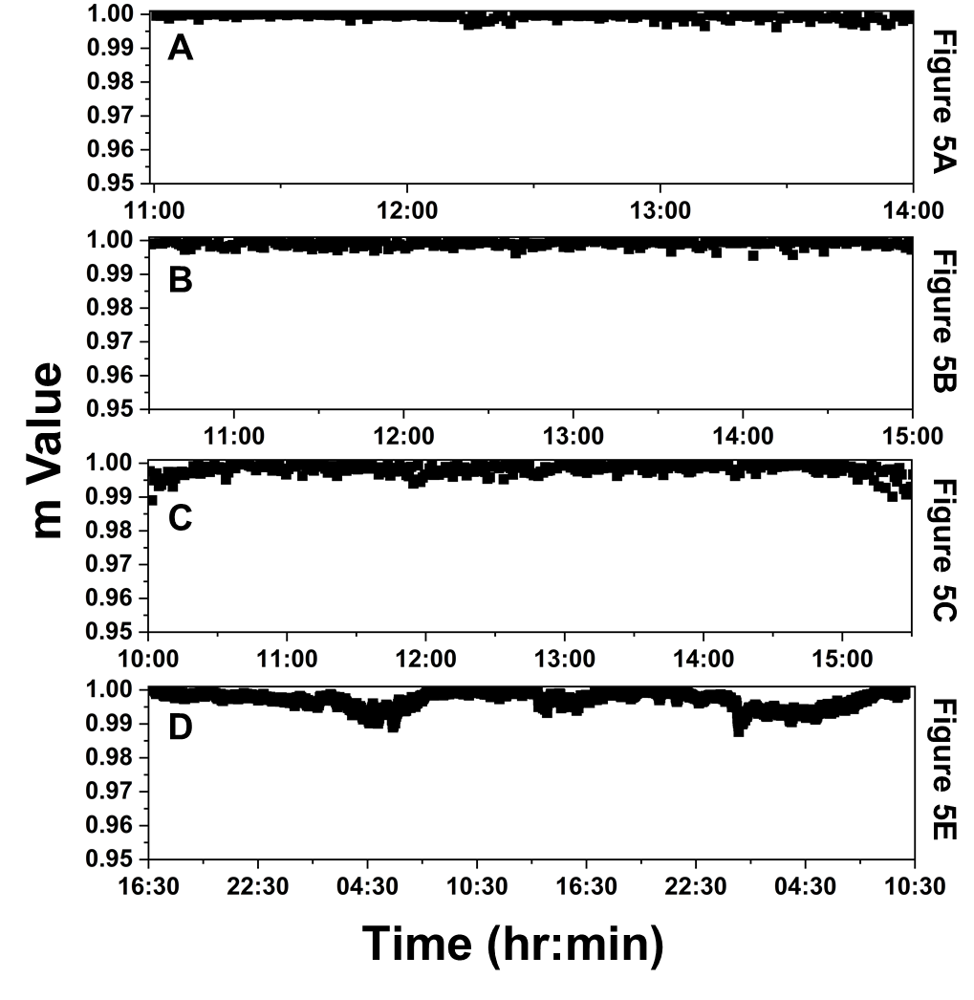 1.00
0.99
0.98
0.97
0.96
0.95
A
11:00 12:00 13:00 14:00
Figure 5A
1.00
0.99
0.98
0.97
0.96
0.95
B
11:00 12:00 13:00 14:00 15:00
Figure 5B
m Value
1.00
0.99
0.98
0.97
0.96
0.95
C
10:00 11:00 12:00 13:00 14:00 15:00
Figure 5C
1.00
0.99
0.98
0.97
0.96
0.95
D
16:30 22:30 04:30 10:30 16:30 22:30 04:30 10:30
Figure 5E
Time (hr:min)